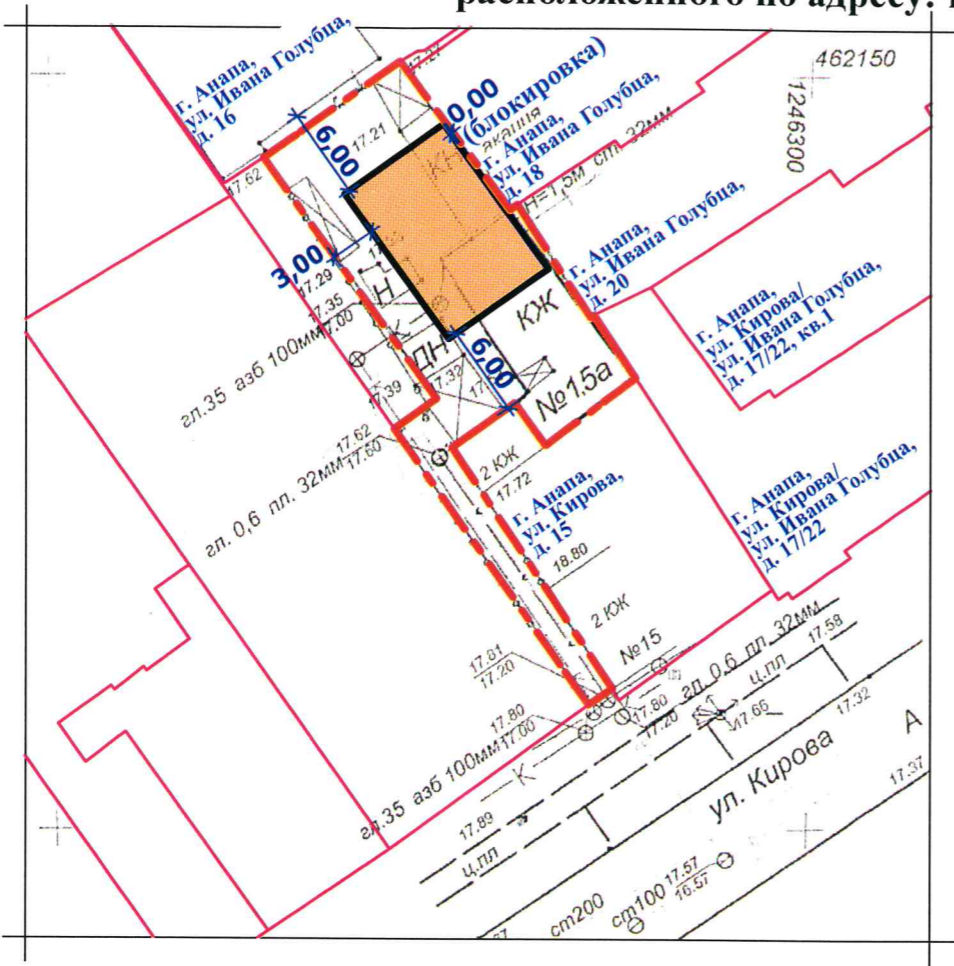 расположенного по адресу:
462150
1246300
г. Анапа,
ул. Ивана Голубца,
д. 16
17.27
17.21
6,00
0,00
(блокировка)
акация
г. Анапа,
ул. Ивана Голубца,
д. 18
КН
H=1,5м ст. 32мм
17.62
3,00
17.29
17.35
17.00
Н
К
г. Анапа,
ул. Ивана Голубца,
д. 20
КЖ
г. Анапа,
ул. Кирова/
ул. Ивана Голубца,
д. 17/22, кв.1
гл.35 азб 100мм
ДН
17.32
6,00
17.39
№1,5а
17.62
17.60
гл. 0,6 пл. 32мм
2 КЖ
17.72
г. Анапа,
ул. Кирова,
д. 15
г. Анапа,
ул. Кирова/
ул. Ивана Голубца,
д. 17/22
18.80
2 КЖ
№15
17.81
17.20
гл. 0,6 пл. 32мм
17.58
ц.пл
17.80
17.00
17.80
17.20
17.66
17.32
гл.35 азб 100мм
К
ул. Кирова
А
17.37
17.89
ц.пл
ст200
ст100
17.57
16.57